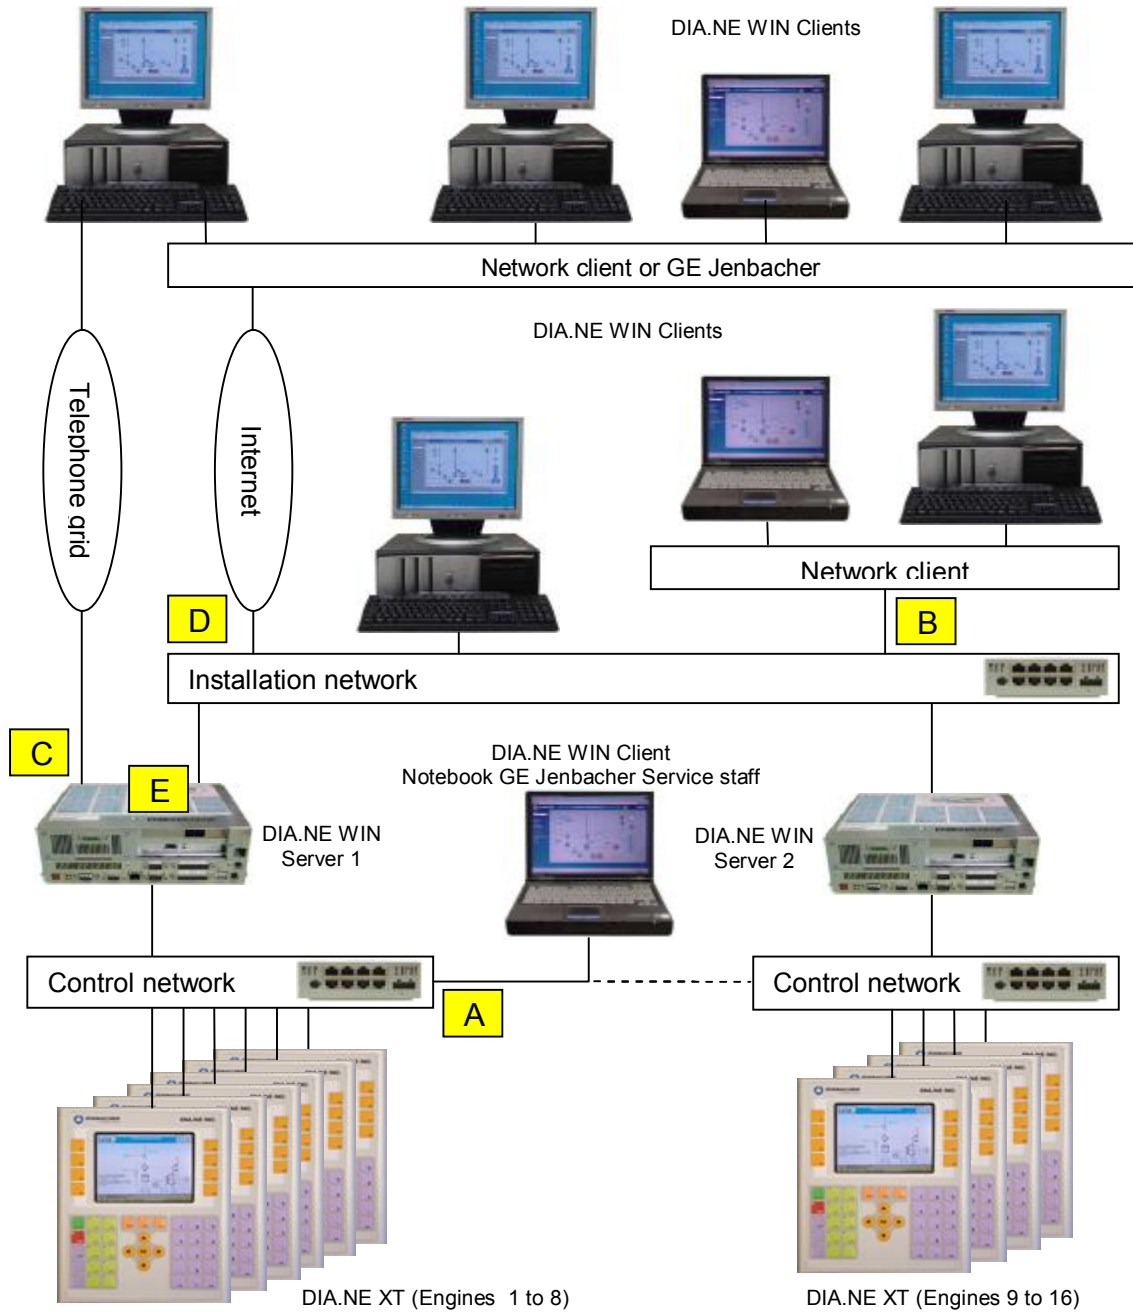 DIA.NE WIN Clients
Network client or GE Jenbacher
DIA.NE WIN Clients
Telephone grid
Internet
Network client
D
B
Installation network
C
E
DIA.NE WIN Client
Notebook GE Jenbacher Service staff
DIA.NE WIN
Server 1
DIA.NE WIN
Server 2
Control network
Control network
A
DIA.NE XT (Engines 1 to 8)
DIA.NE XT (Engines 9 to 16)